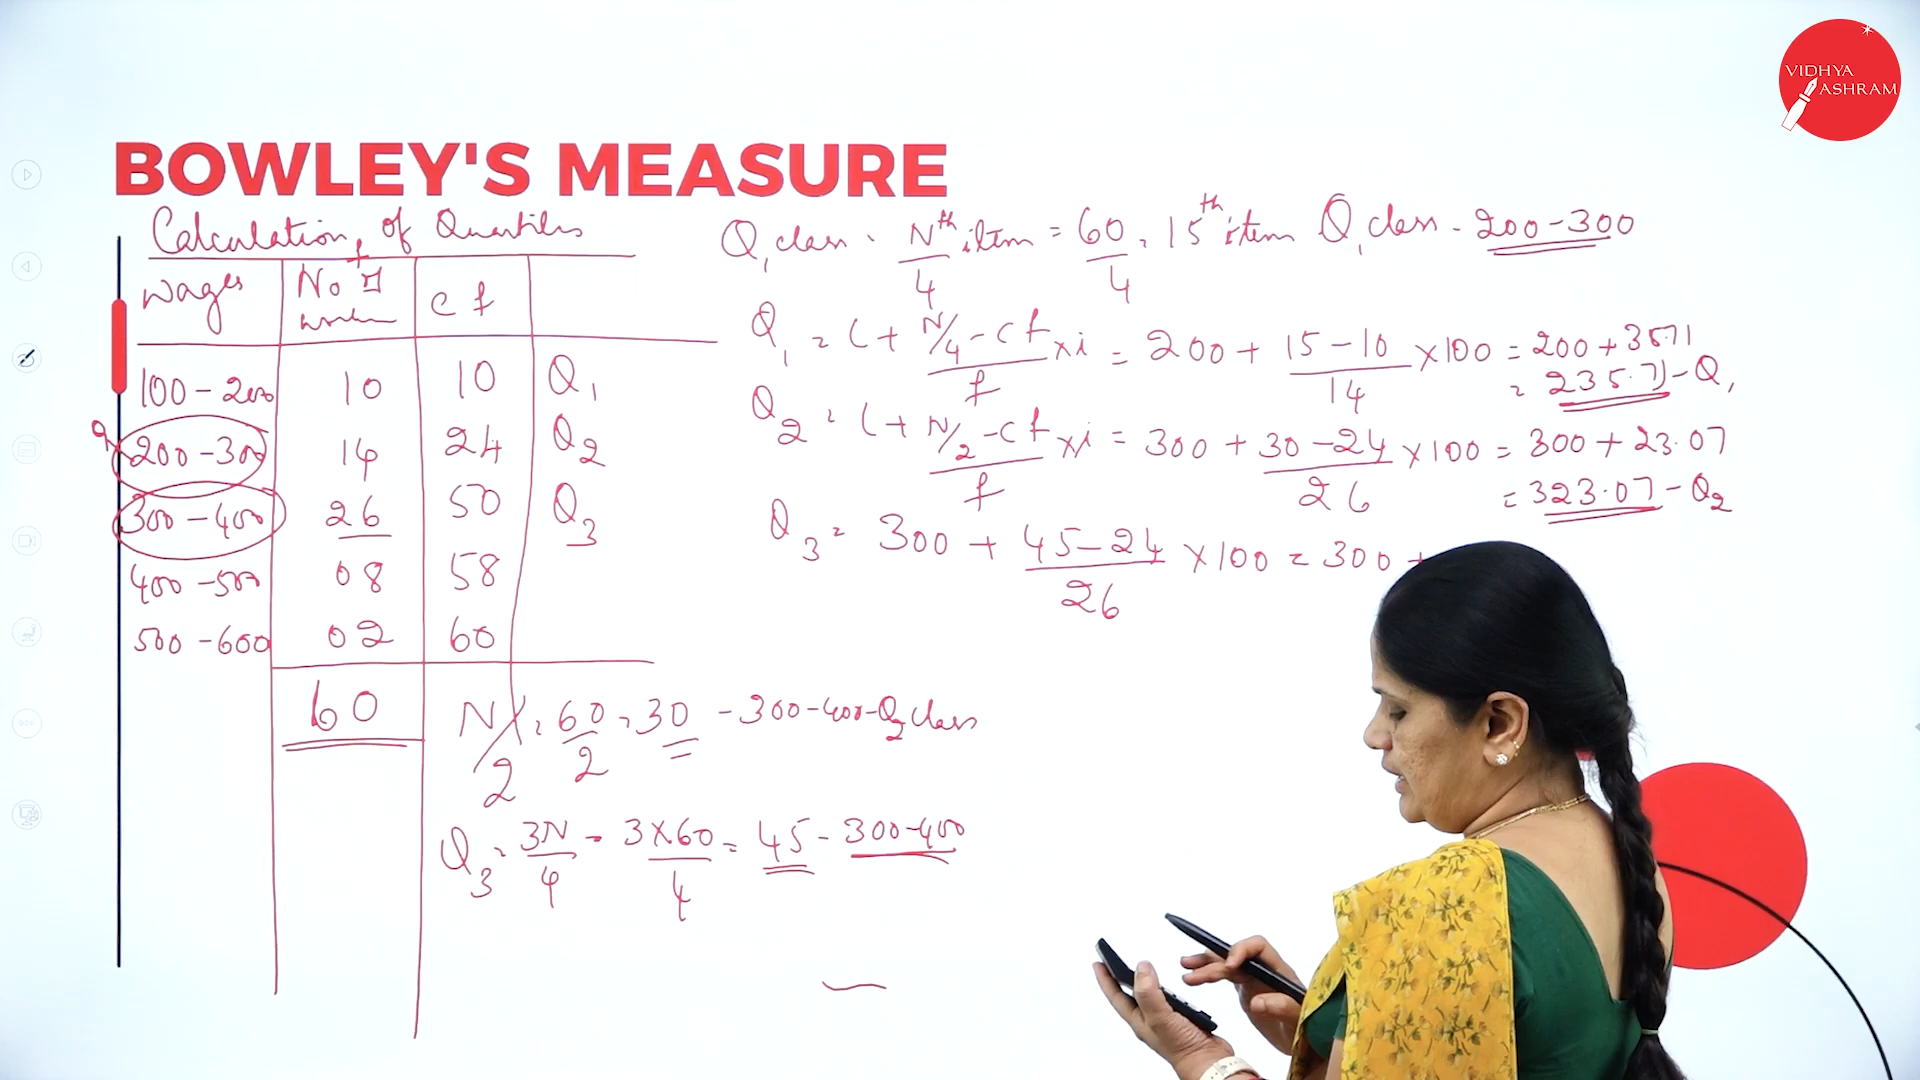 VIDHYA
ASHRAM
BOWLEY'S MEASURE
Calculation of Quartiles
Wages No of workers f cf
100-200 10 10 Q1
200-300 14 24 Q2
300-400 26 50 Q3
400-500 08 58
500-600 02 60
60
N/2 = 60/2 = 30 - 300-400-Q2 class
Q3 = 3N/4 = 3×60/4 = 45 - 300-400
Q1 class = Nth/4 item = 60/4 = 15th item Q1 class - 200-300
Q1 = l + N/4-cf/f × i = 200 + 15-10/14 ×100 = 200+35.71
= 235.71 - Q1
Q2 = l + N/2-cf/f × i = 300 + 30-24/26 ×100 = 300+23.07
= 323.07 - Q2
Q3 = 300 + 45-24/26 ×100 = 300 +